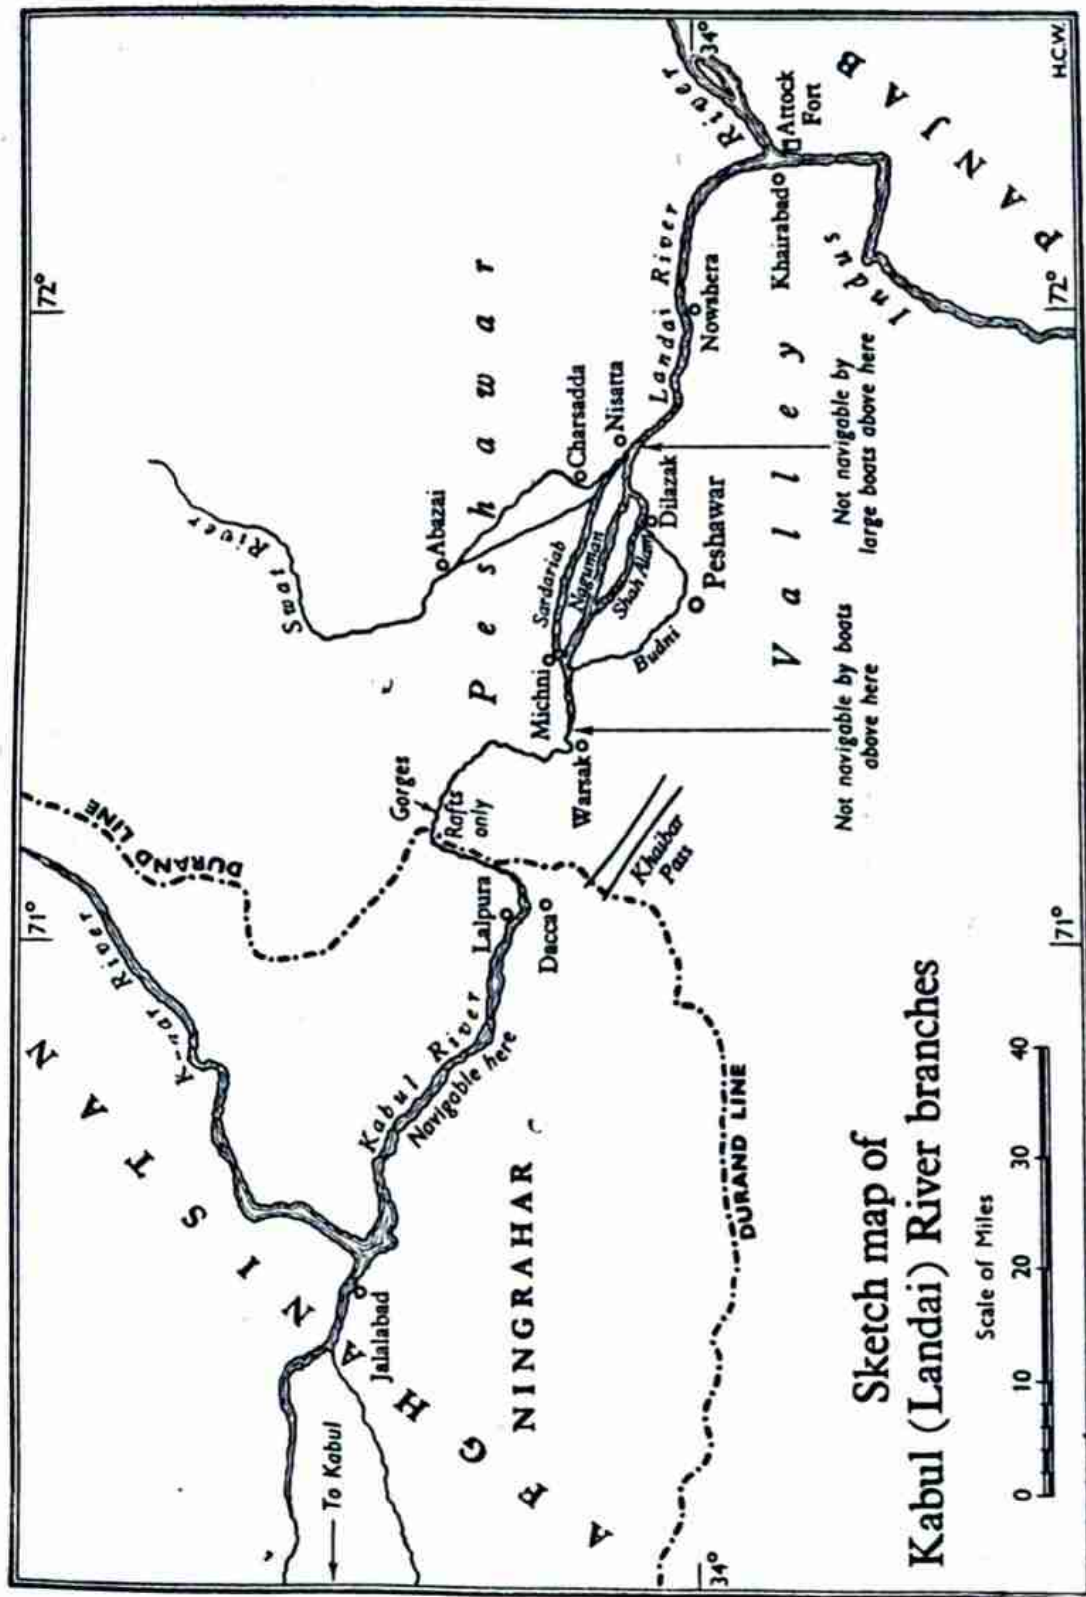 71°
72°
AFGHANISTAN
K-nar River
DURAND LINE
Swat River
To Kabul
Jalalabad
Kabul River
Navigable here
Lalpura
Dacca
Gorges
Rafts
only
Abazai
Peshawar
Charsadda
Nisatta
Michni
Sardariab
Naguman
Shah Alam
Dilazak
Warsak
Budni
Peshawar
Khaibar
Pass
Landai River
Nowshera
River
34°
Attock
Fort
Khairabad
Indus
PANJAB
NINGRAHAR
Valley
34°
DURAND LINE
Not navigable by boats
above here
Not navigable by
large boats above here
Sketch map of
Kabul (Landai) River branches
Scale of Miles
0 10 20 30 40
71°
72°
H.C.W.